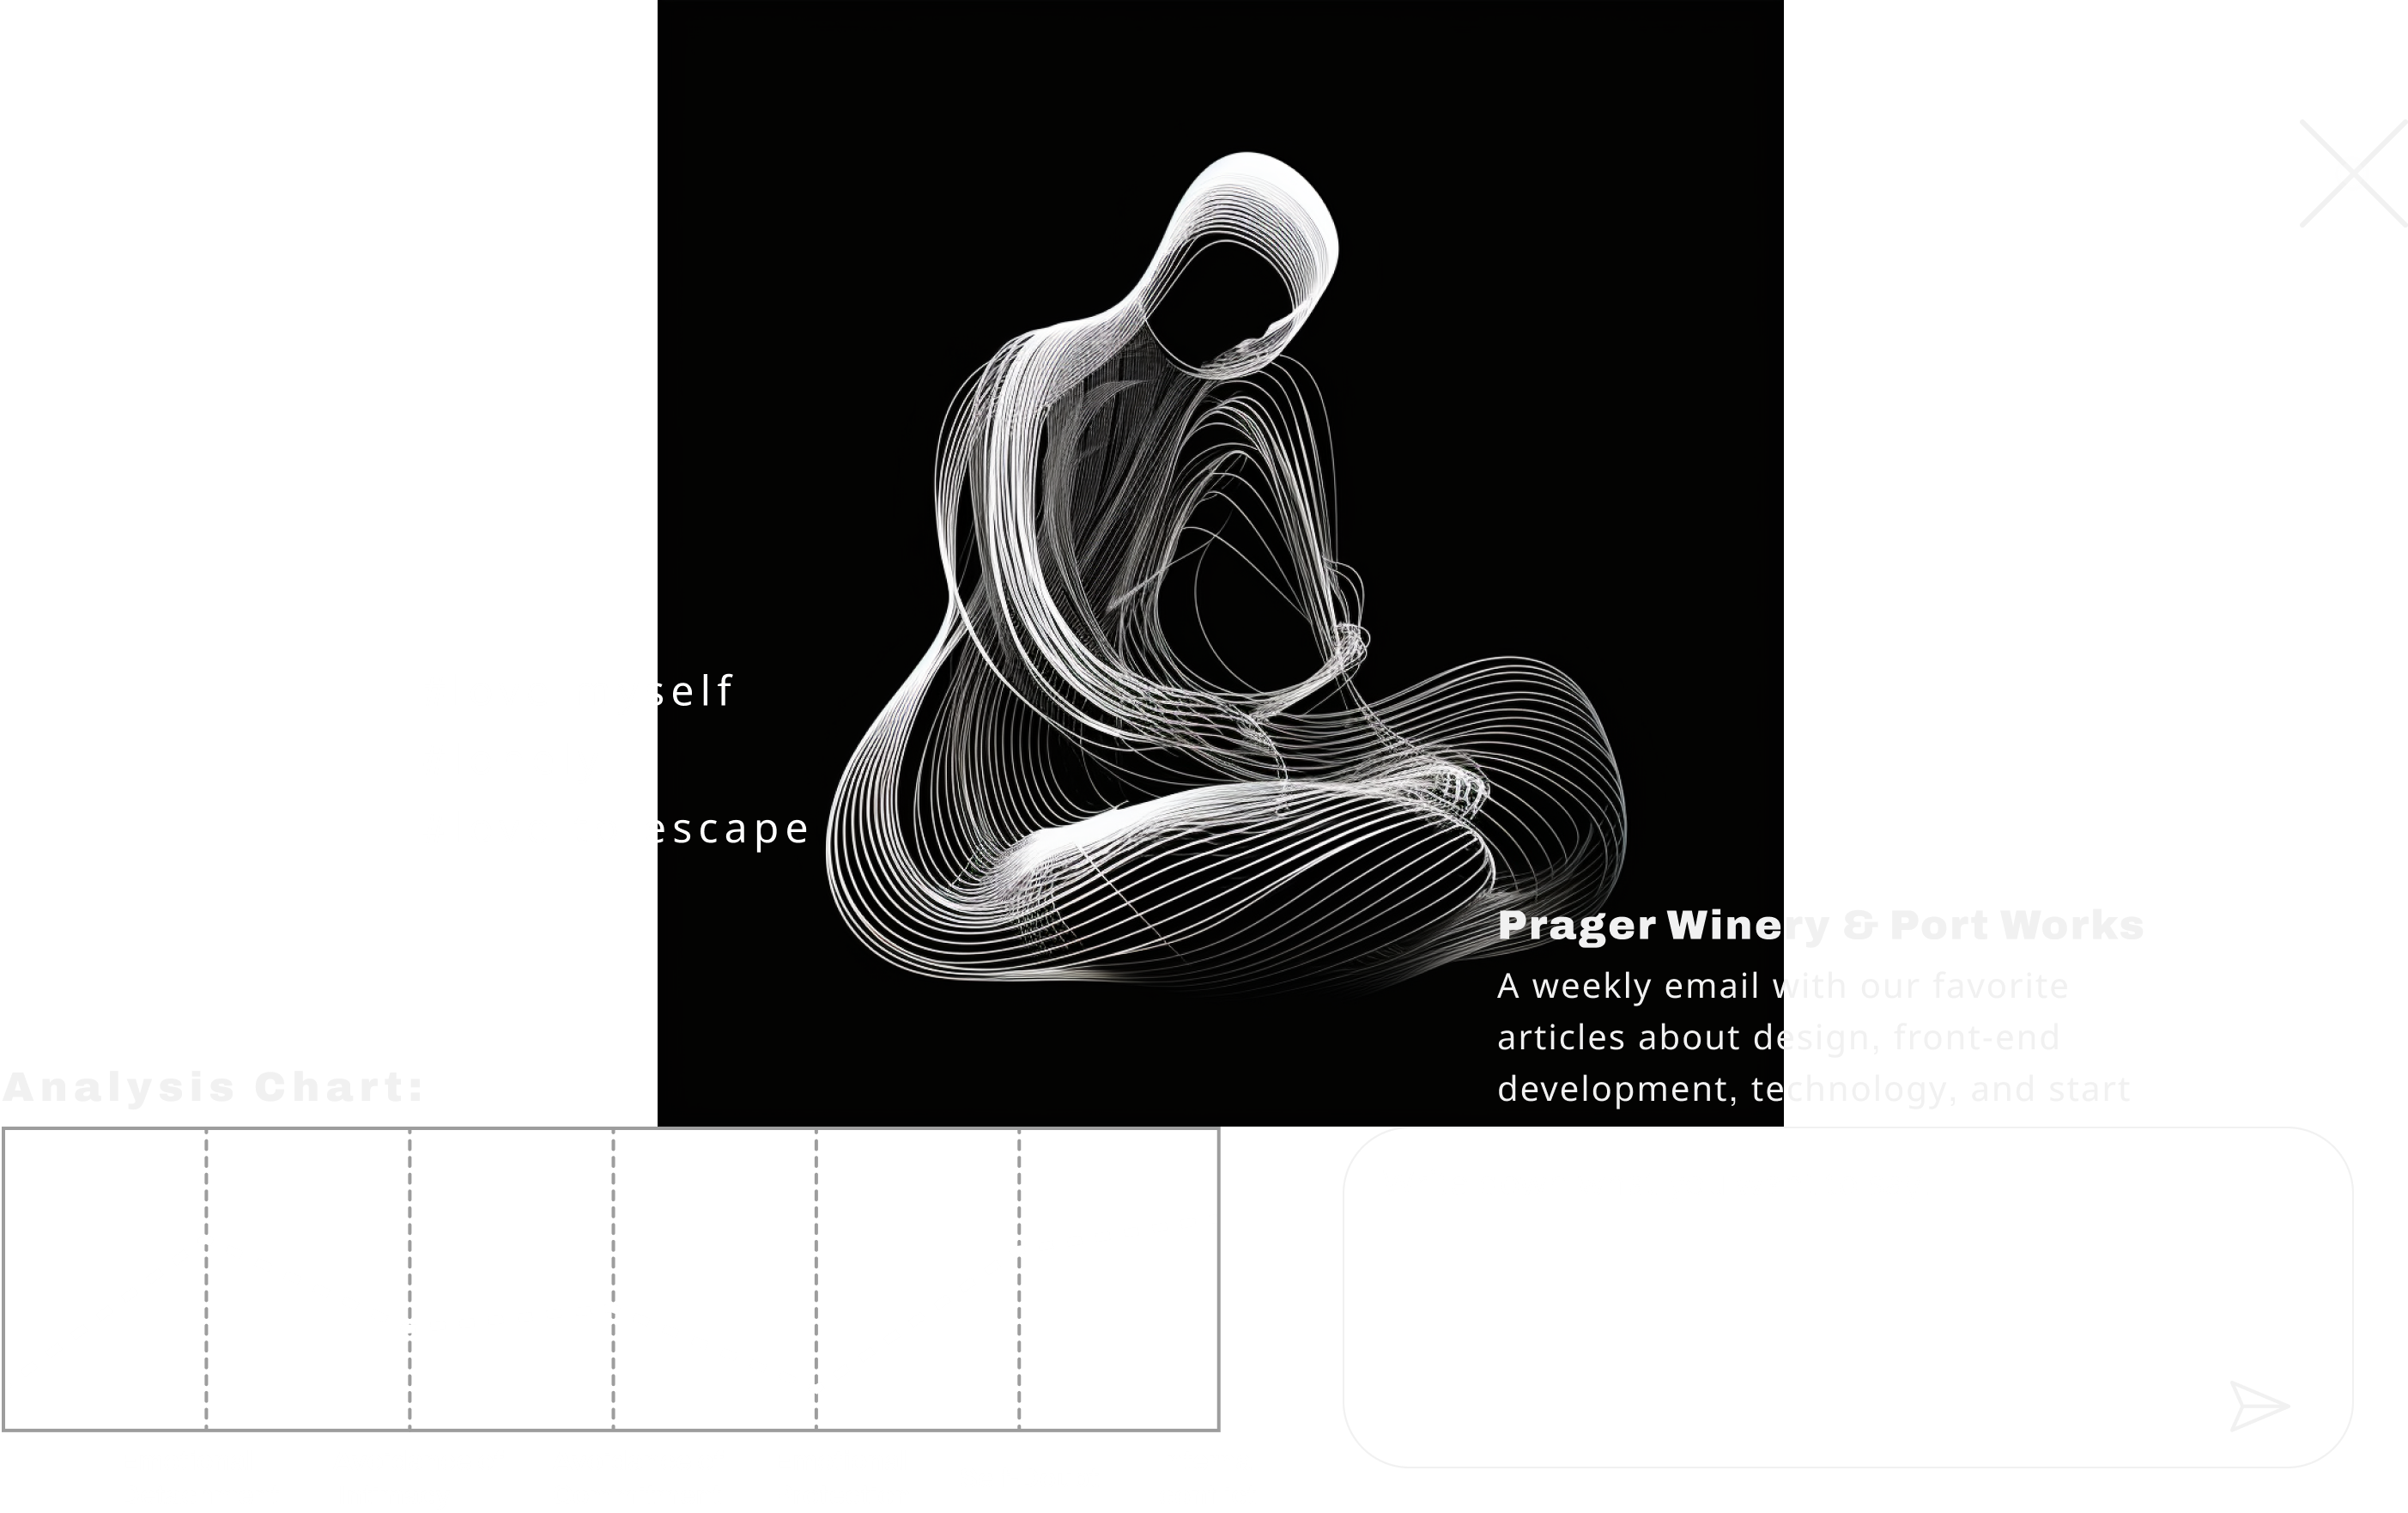 self
escape
Prager Winery & Port Works
A weekly email with our favorite
articles about design, front-end
development, technology, and start
Analysis Chart: